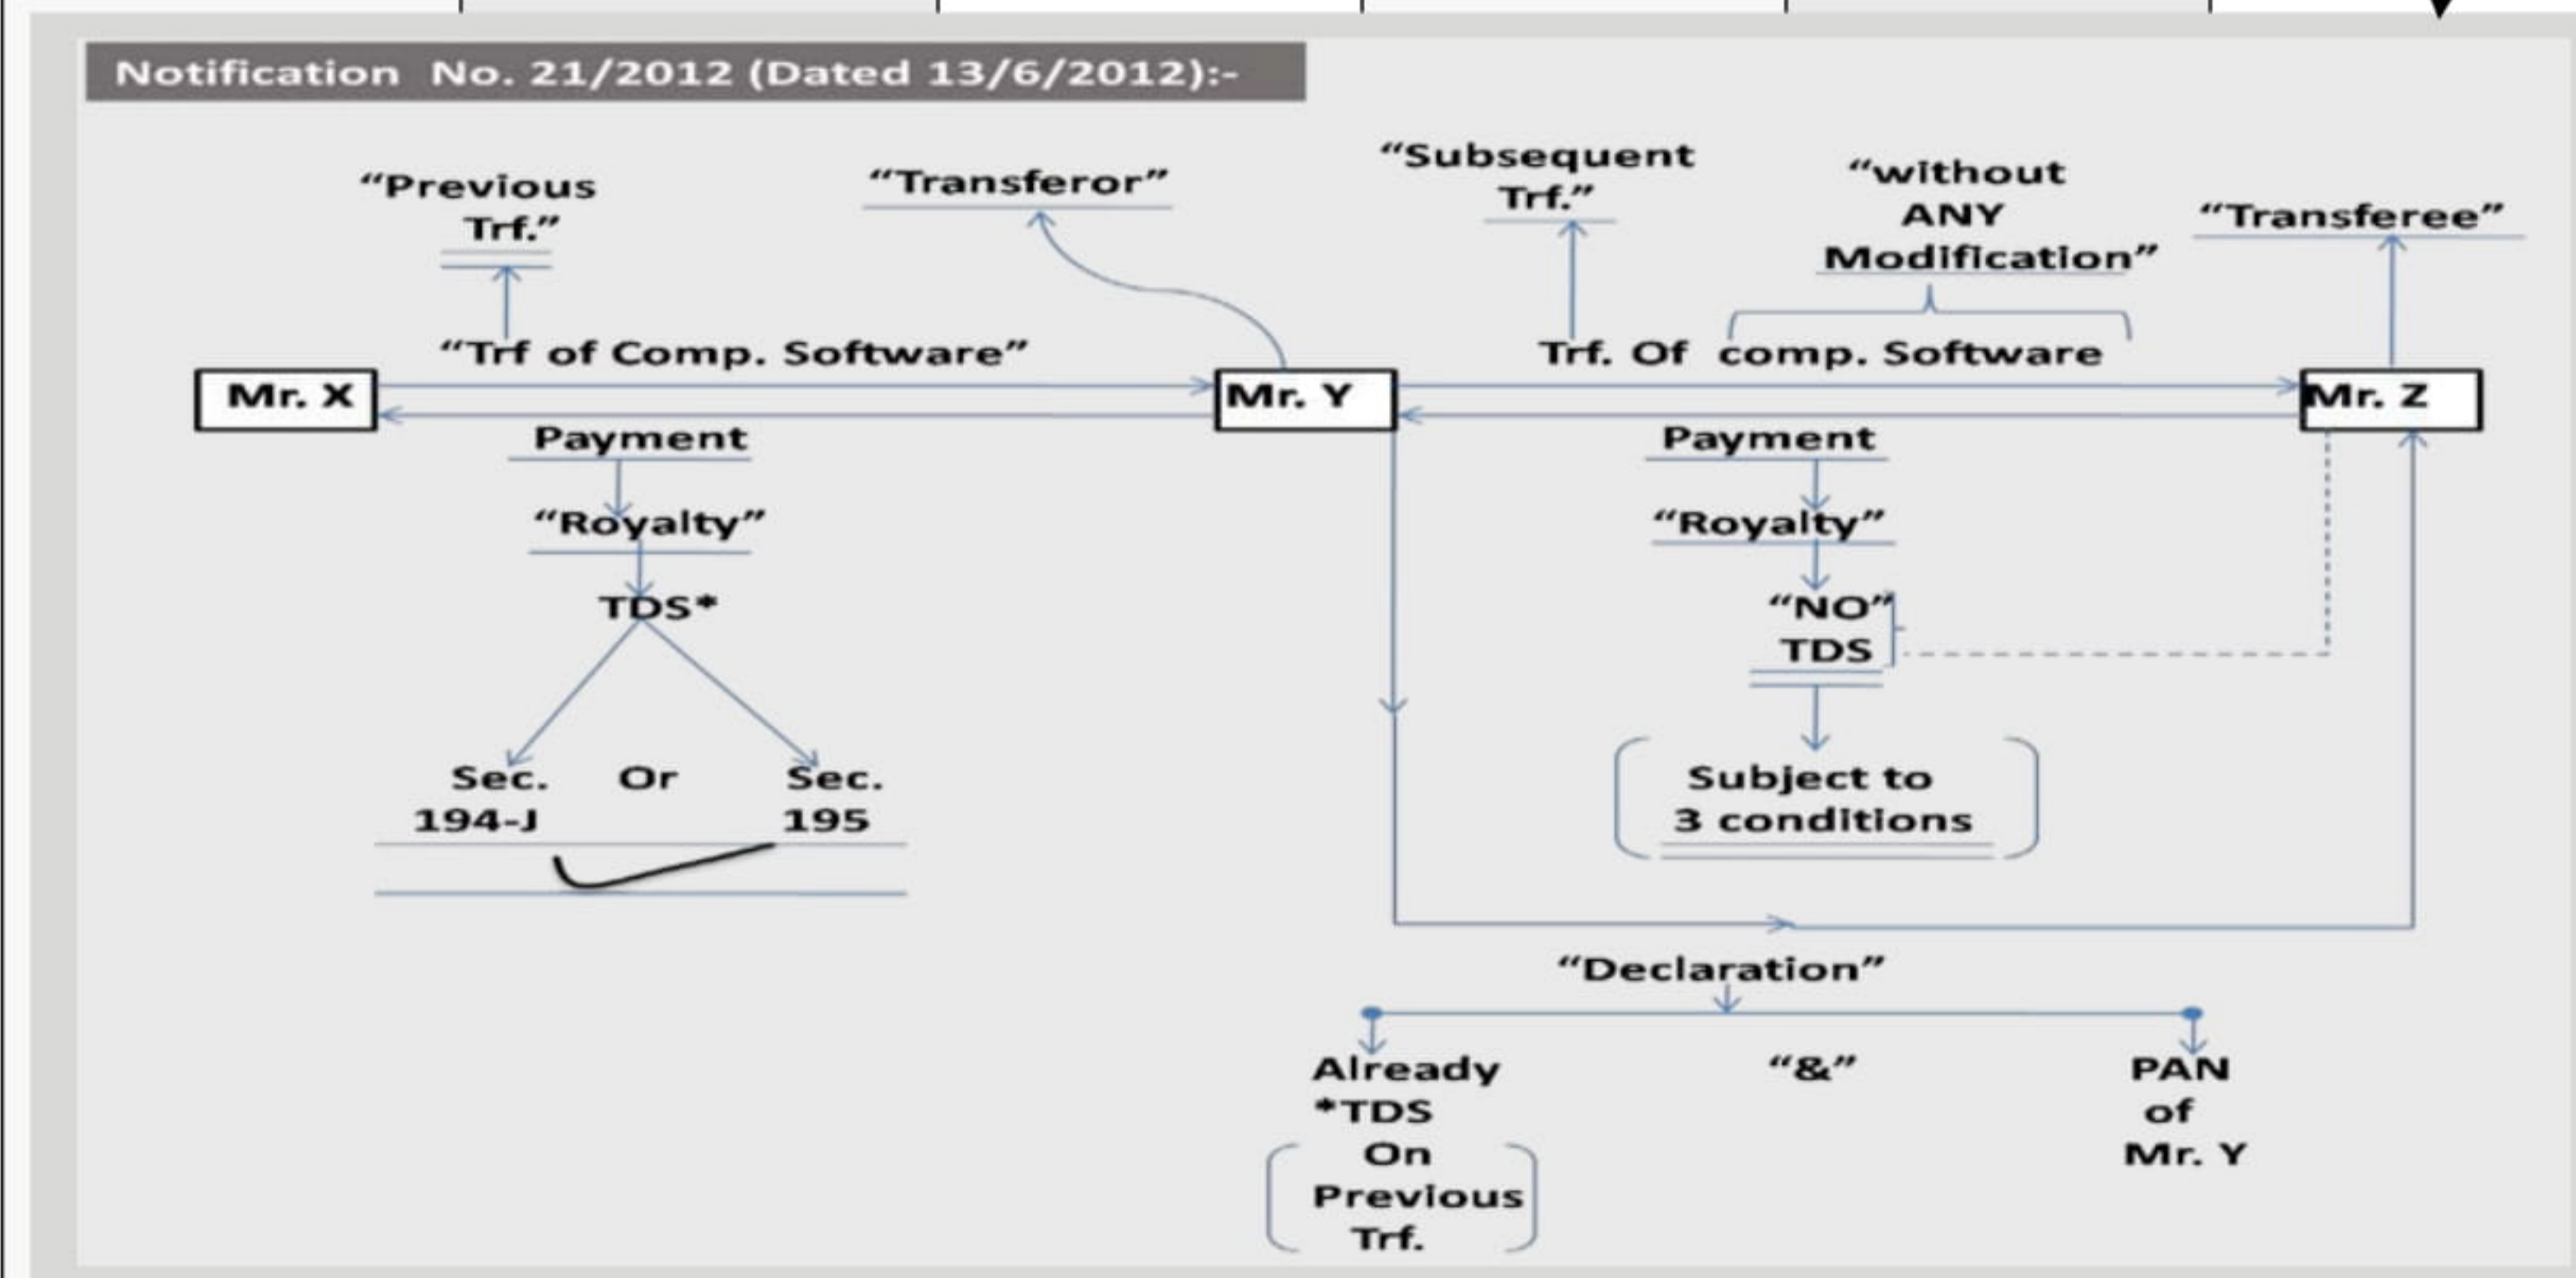 Notification No. 21/2012 (Dated 13/6/2012):-
“Previous
Trf.”
“Transferor”
“Subsequent
Trf.”
“without
ANY
Modification”
“Transferee”
“Trf of Comp. Software”
Trf. Of comp. Software
Mr. X
Mr. Y
Mr. Z
Payment
“Royalty”
TDS*
Sec. Or Sec.
194-J 195
Payment
“Royalty”
“NO”
TDS
Subject to
3 conditions
“Declaration”
Already “&” PAN
*TDS of
On Mr. Y
Previous
Trf.